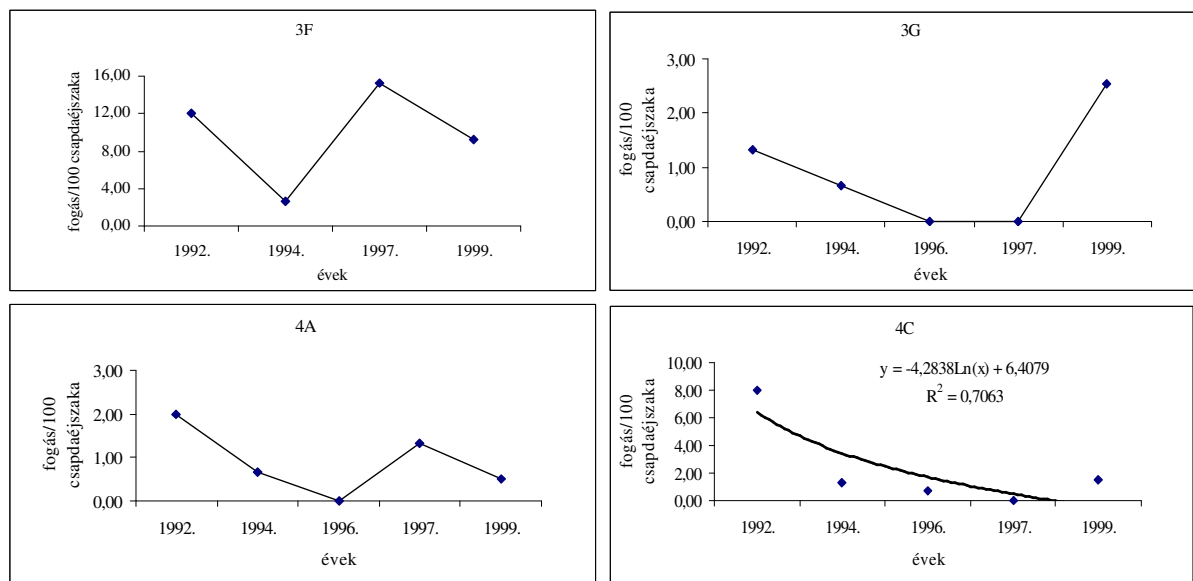 3F
fogás/100 csapdaéjszaka
16,00
12,00
8,00
4,00
0,00
1992.
1994.
1997.
1999.
évek
3G
fogás/100
csapdaéjszaka
3,00
2,00
1,00
0,00
1992.
1994.
1996.
1997.
1999.
évek
4A
fogás/100
csapdaéjszaka
3,00
2,00
1,00
0,00
1992.
1994.
1996.
1997.
1999.
évek
4C
y = -4,2838Ln(x) + 6,4079
R² = 0,7063
fogás/100
csapdaéjszaka
10,00
8,00
6,00
4,00
2,00
0,00
1992.
1994.
1996.
1997.
1999.
évek